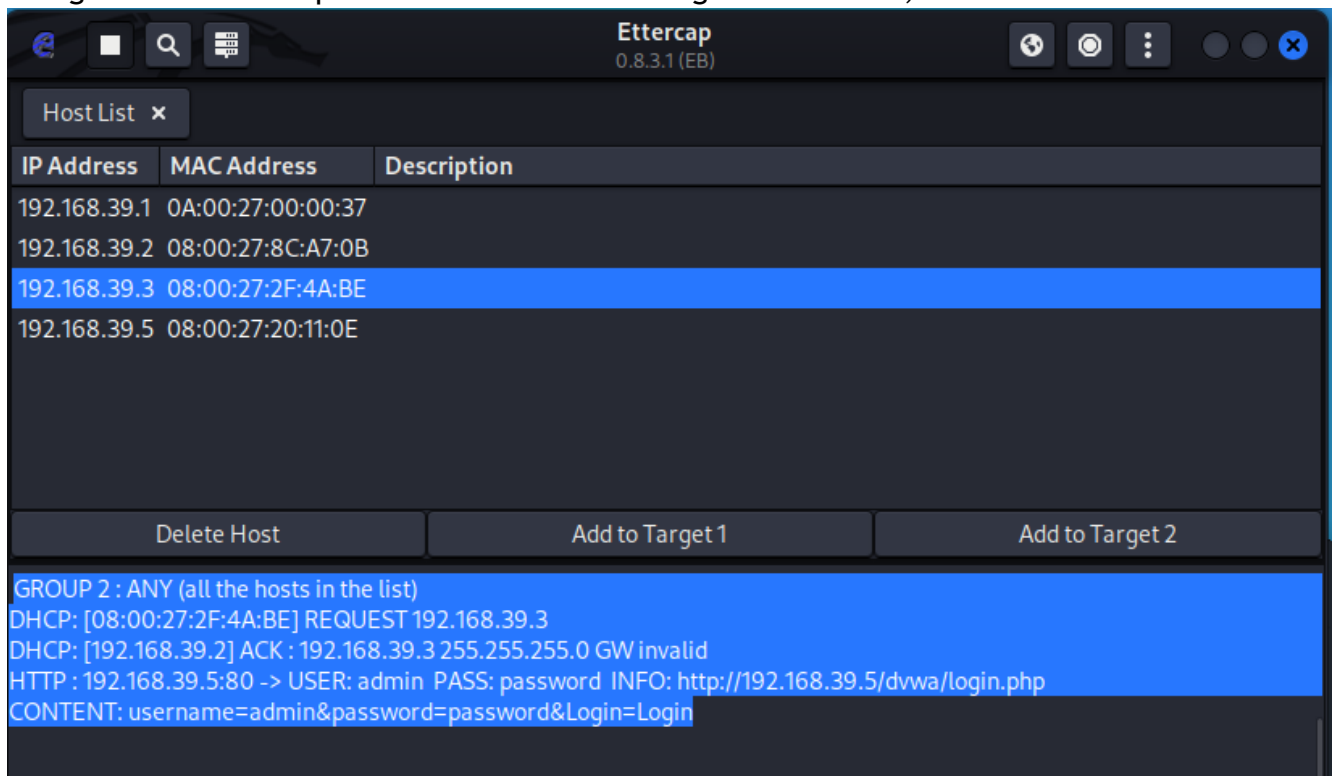 Ettercap
0.8.3.1 (EB)
Host List ×
IP Address MAC Address Description
192.168.39.1 0A:00:27:00:00:37
192.168.39.2 08:00:27:8C:A7:0B
192.168.39.3 08:00:27:2F:4A:BE
192.168.39.5 08:00:27:20:11:0E
Delete Host Add to Target 1 Add to Target 2
GROUP 2 : ANY (all the hosts in the list)
DHCP: [08:00:27:2F:4A:BE] REQUEST 192.168.39.3
DHCP: [192.168.39.2] ACK : 192.168.39.3 255.255.255.0 GW invalid
HTTP : 192.168.39.5:80 -> USER: admin PASS: password INFO: http://192.168.39.5/dvwa/login.php
CONTENT: username=admin&password=password&Login=Login